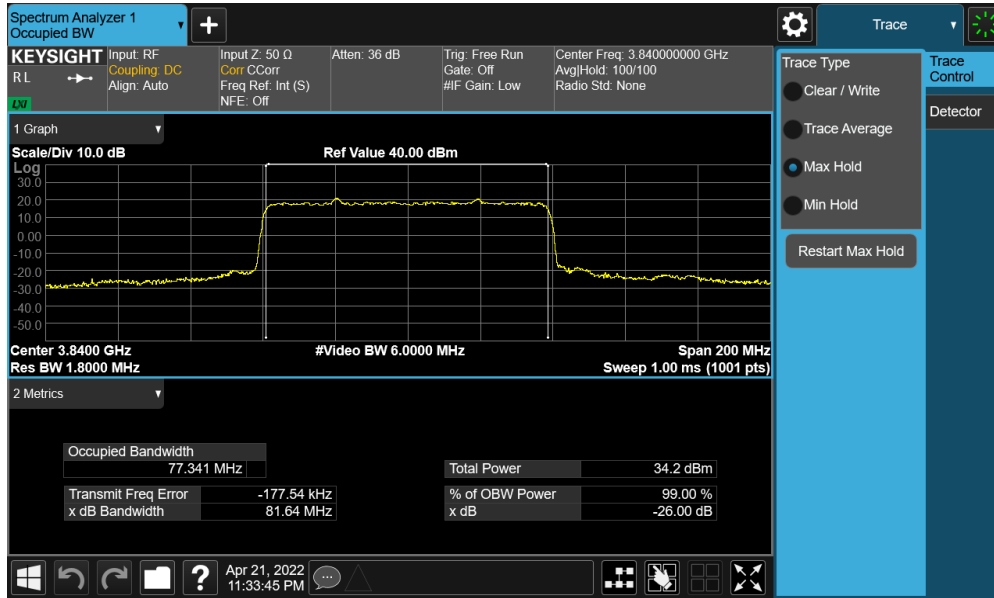 Spectrum Analyzer 1
Occupied BW
+
Trace
KEYSIGHT
R L
LXI
Input: RF
Coupling: DC
Align: Auto
Input Z: 50 Ω
Corr CCorr
Freq Ref: Int (S)
NFE: Off
Atten: 36 dB
Trig: Free Run
Gate: Off
#IF Gain: Low
Center Freq: 3.840000000 GHz
Avg|Hold: 100/100
Radio Std: None
Trace Type
Clear / Write
Trace Average
Max Hold
Min Hold
Restart Max Hold
Trace
Control
Detector
1 Graph
Scale/Div 10.0 dB
Ref Value 40.00 dBm
Log
30.0
20.0
10.0
0.00
-10.0
-20.0
-30.0
-40.0
-50.0
Center 3.8400 GHz
#Video BW 6.0000 MHz
Span 200 MHz
Res BW 1.8000 MHz
Sweep 1.00 ms (1001 pts)
2 Metrics
Occupied Bandwidth
77.341 MHz
Total Power 34.2 dBm
Transmit Freq Error -177.54 kHz
% of OBW Power 99.00 %
x dB Bandwidth 81.64 MHz
x dB -26.00 dB
?
Apr 21, 2022
11:33:45 PM